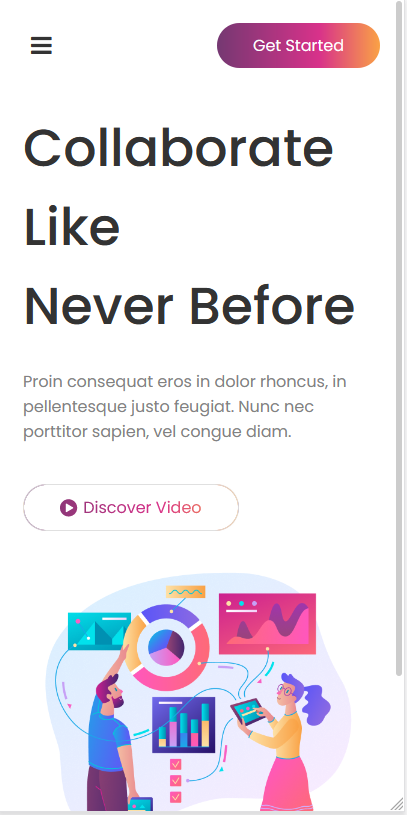 Get Started
Collaborate
Like
Never Before
Proin consequat eros in dolor rhoncus, in
pellentesque justo feugiat. Nunc nec
porttitor sapien, vel congue diam.
Discover Video